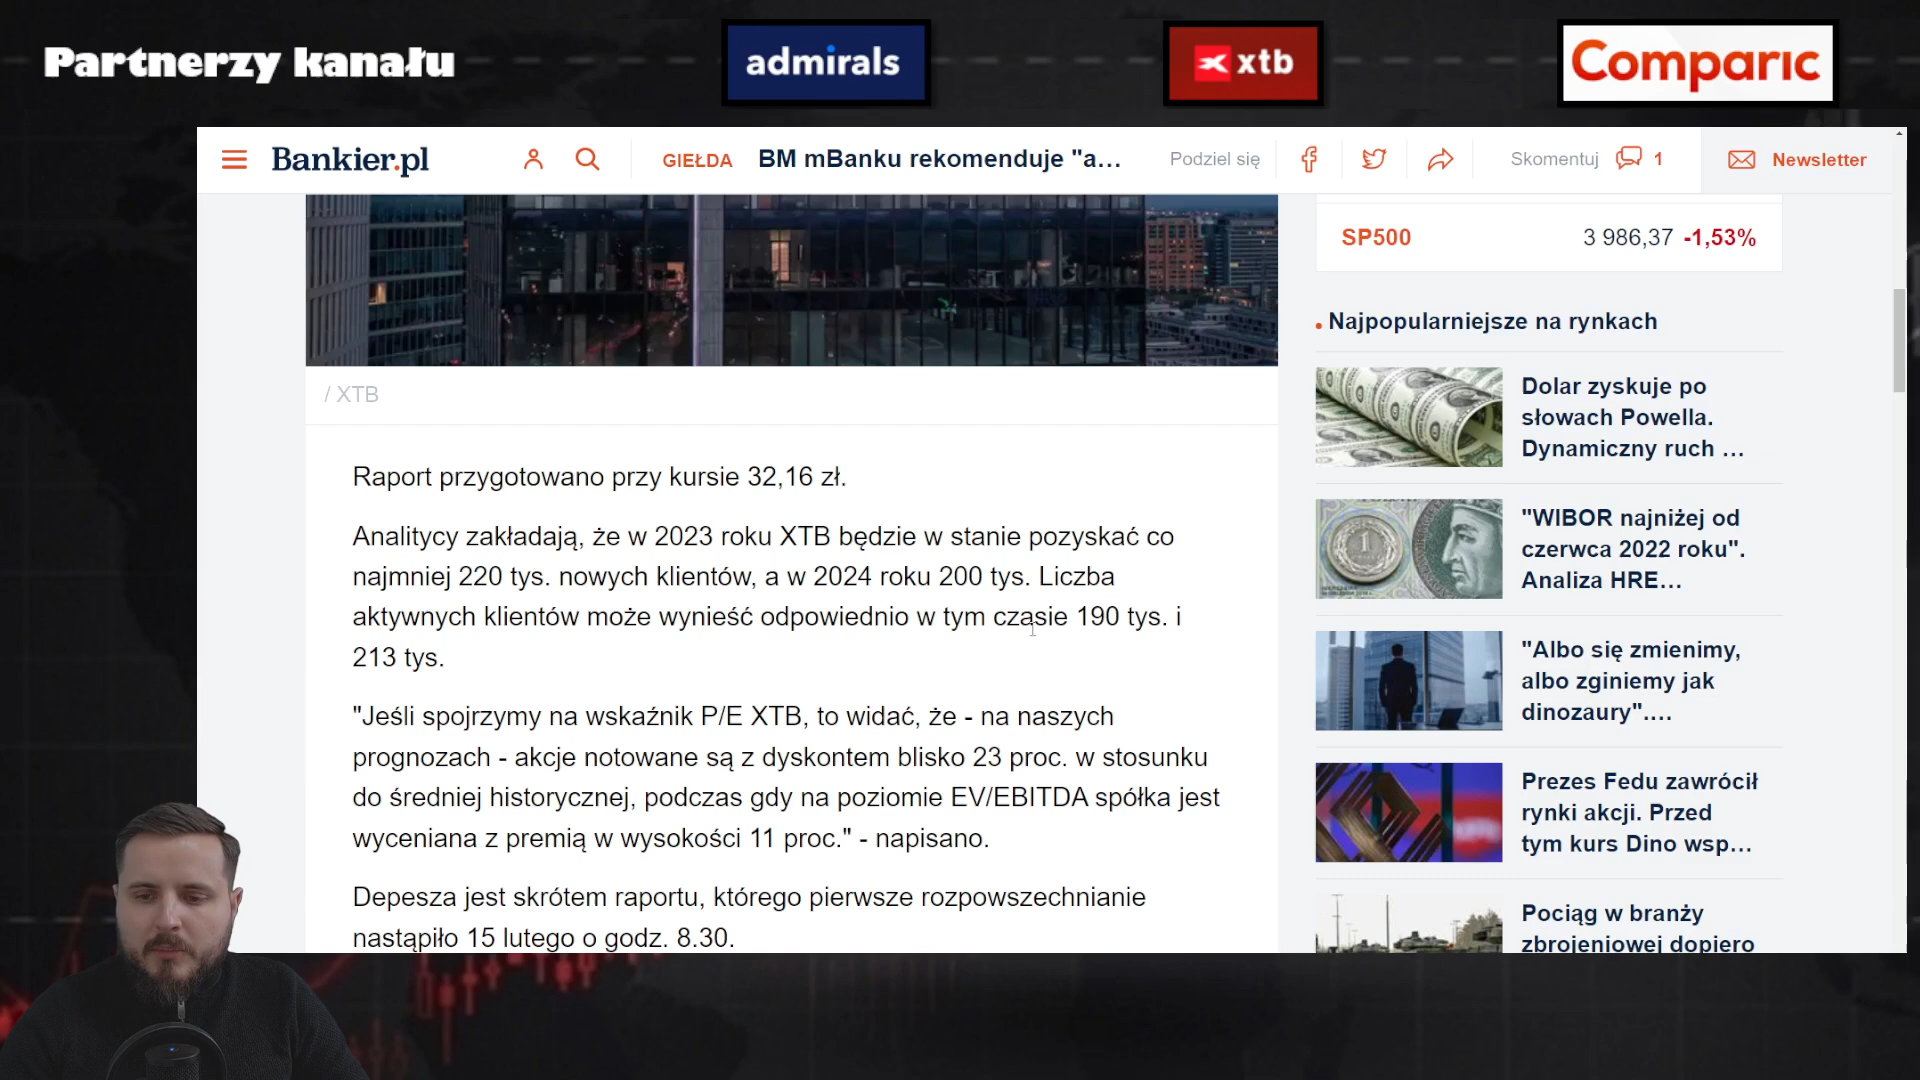 Partnerzy kanału
admirals
xtb
Comparic
Bankier.pl
GIEŁDA
BM mBanku rekomenduje "a...
Podziel się
Skomentuj
1
Newsletter
SP500
3 986,37 -1,53%
/ XTB
Raport przygotowano przy kursie 32,16 zł.
Analitycy zakładają, że w 2023 roku XTB będzie w stanie pozyskać co
najmniej 220 tys. nowych klientów, a w 2024 roku 200 tys. Liczba
aktywnych klientów może wynieść odpowiednio w tym czasie 190 tys. i
213 tys.
"Jeśli spojrzymy na wskaźnik P/E XTB, to widać, że - na naszych
prognozach - akcje notowane są z dyskontem blisko 23 proc. w stosunku
do średniej historycznej, podczas gdy na poziomie EV/EBITDA spółka jest
wyceniana z premią w wysokości 11 proc." - napisano.
Depesza jest skrótem raportu, którego pierwsze rozpowszechnianie
nastąpiło 15 lutego o godz. 8.30.
Najpopularniejsze na rynkach
Dolar zyskuje po
słowach Powella.
Dynamiczny ruch ...
"WIBOR najniżej od
czerwca 2022 roku".
Analiza HRE...
"Albo się zmienimy,
albo zginiemy jak
dinozaury"....
Prezes Fedu zawrócił
rynki akcji. Przed
tym kurs Dino wsp...
Pociąg w branży
zbrojeniowej dopiero